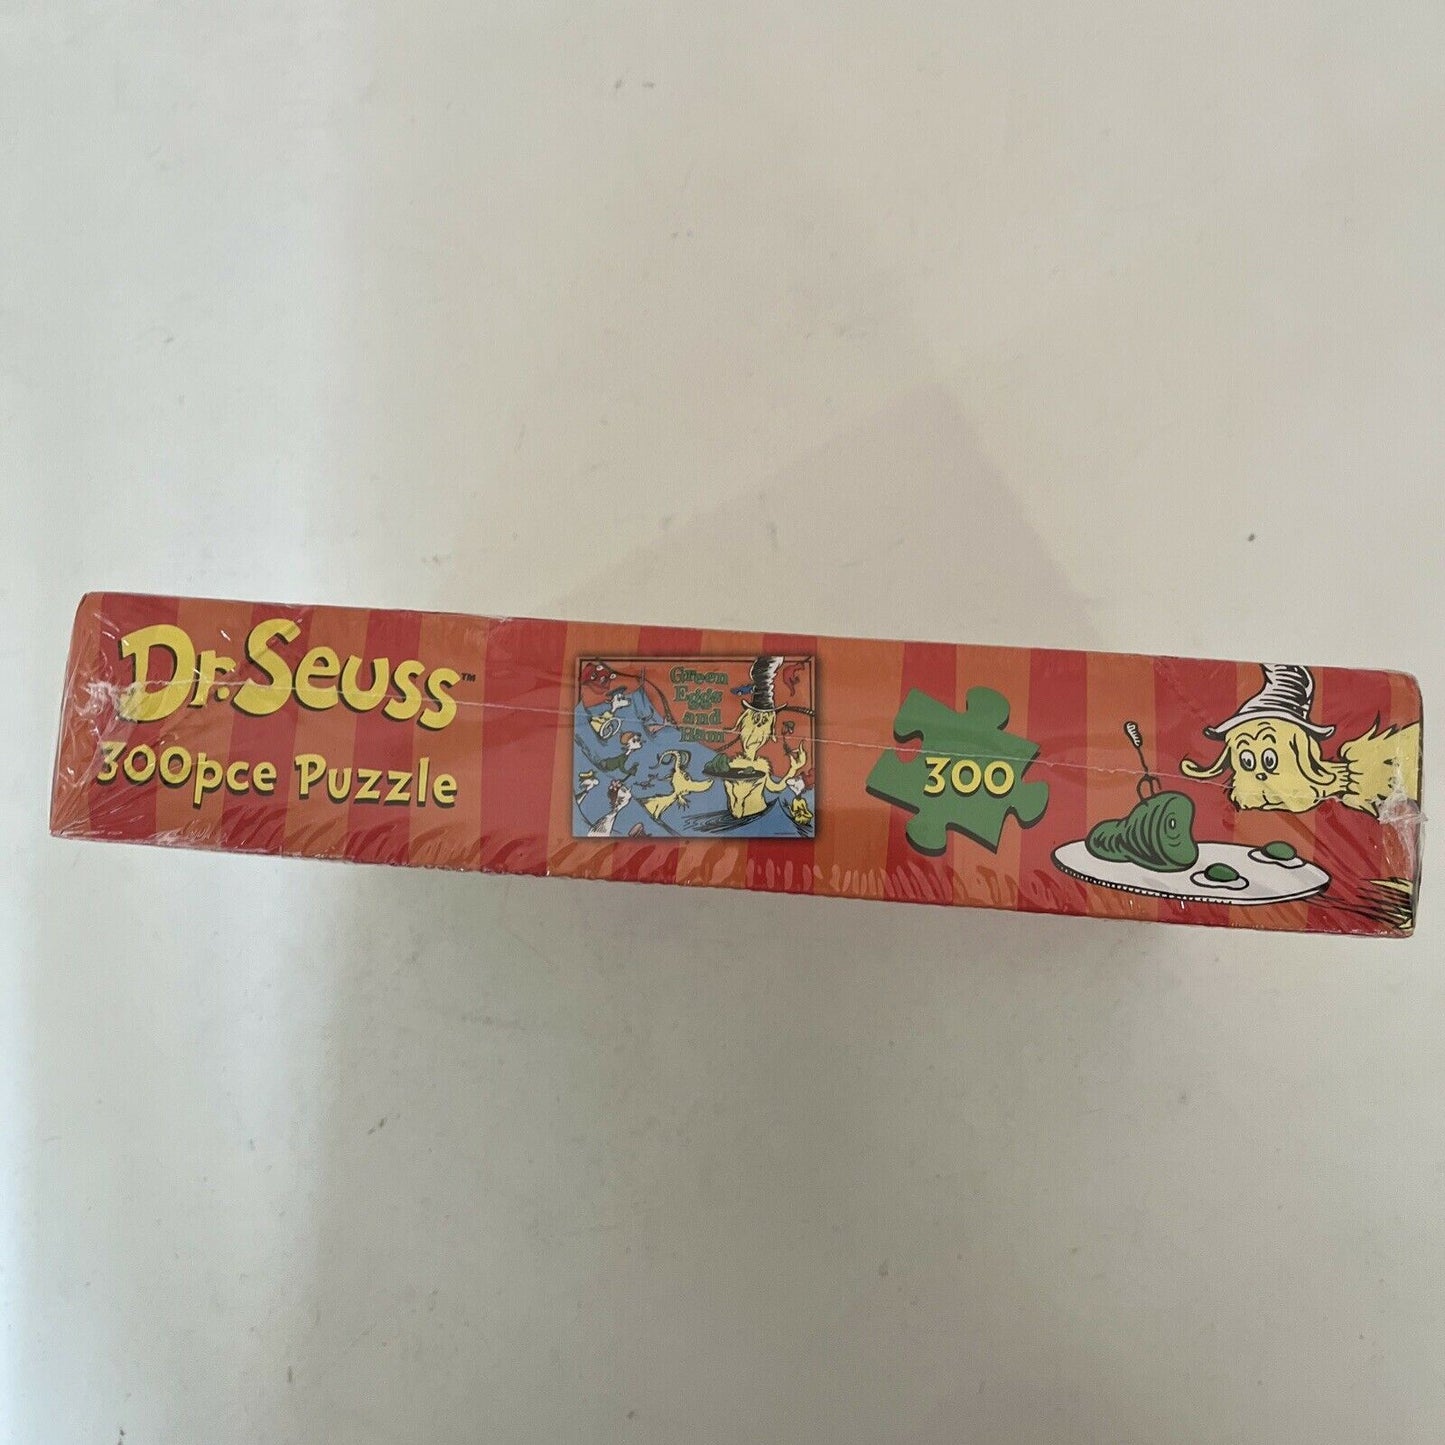 Dr. Seuss™
300pce Puzzle
Green
Eggs
and
Ham
300